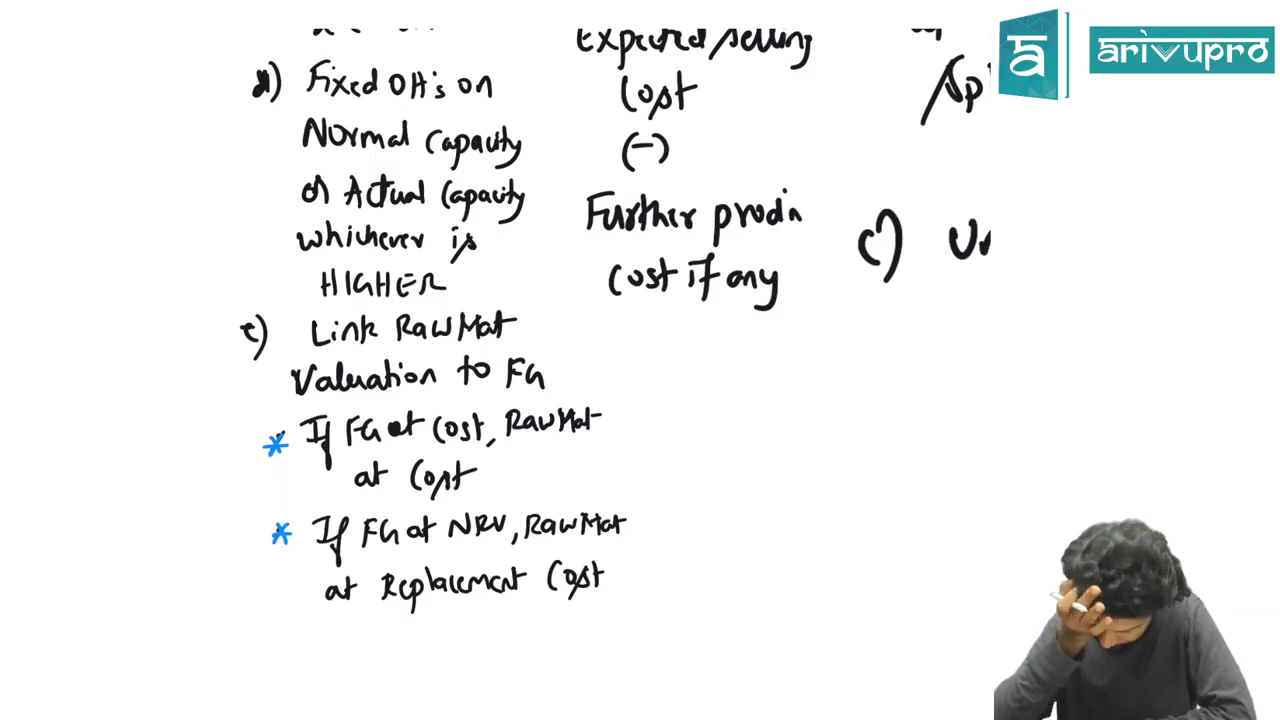 Expected selling
d) Fixed OH's on
Normal Capacity
or Actual Capacity
whichever is
HIGHER
e) Link Raw Mat
Valuation to FG
* If FG at Cost, Raw Mat
at Cost
* If FG at NRV, Raw Mat
at Replacement Cost
Cost
(-)
Further prodn
Cost if any
c)
arivupro